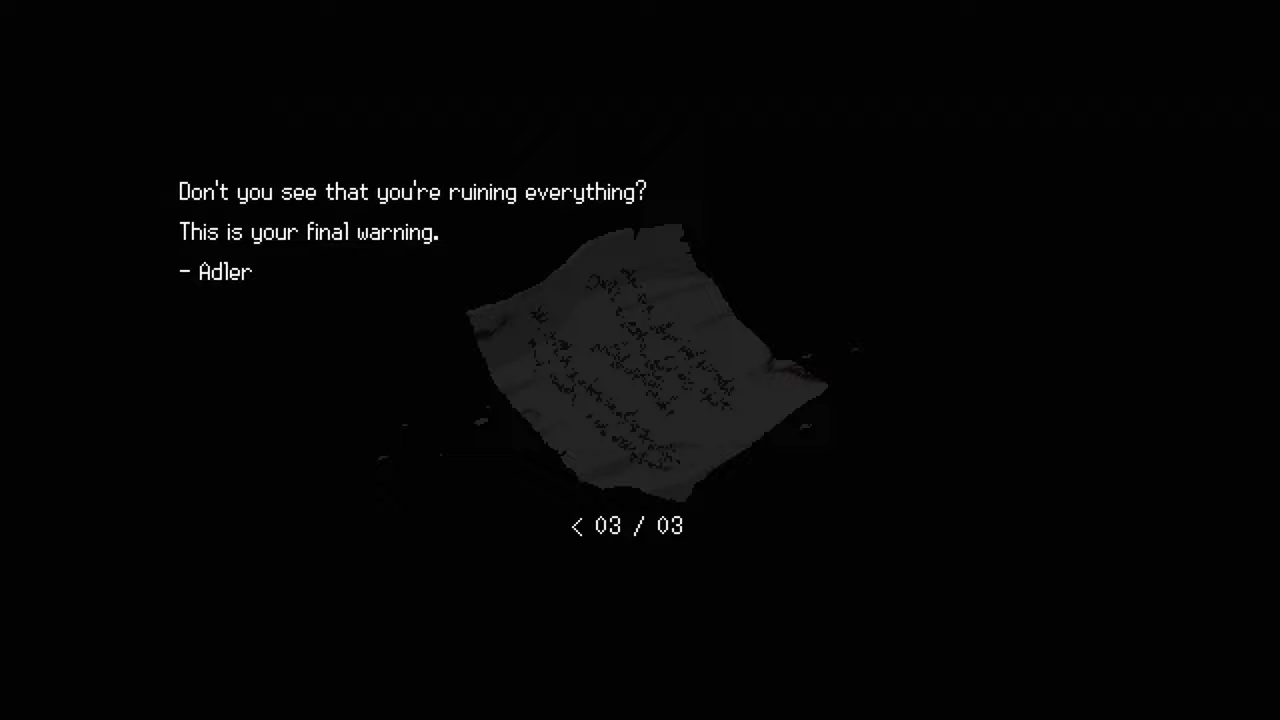 Don't you see that you're ruining everything?
This is your final warning.
- Adler
< 03 / 03